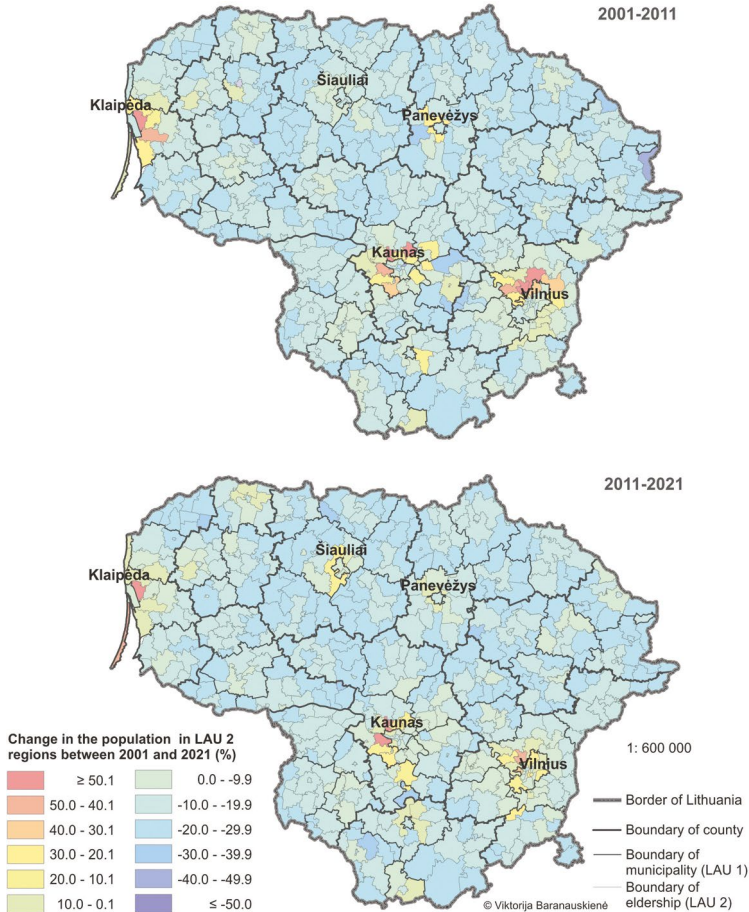 2001-2011
Šiauliai
Klaipėda
Panevėžys
Kaunas
Vilnius
2011-2021
Šiauliai
Klaipėda
Panevėžys
Kaunas
Vilnius
Change in the population in LAU 2
regions between 2001 and 2021 (%)
≥ 50.1
50.0 - 40.1
40.0 - 30.1
30.0 - 20.1
20.0 - 10.1
10.0 - 0.1
0.0 - -9.9
-10.0 - -19.9
-20.0 - -29.9
-30.0 - -39.9
-40.0 - -49.9
≤ -50.0
1: 600 000
Border of Lithuania
Boundary of county
Boundary of
municipality (LAU 1)
Boundary of
eldership (LAU 2)
© Viktorija Baranauskienė